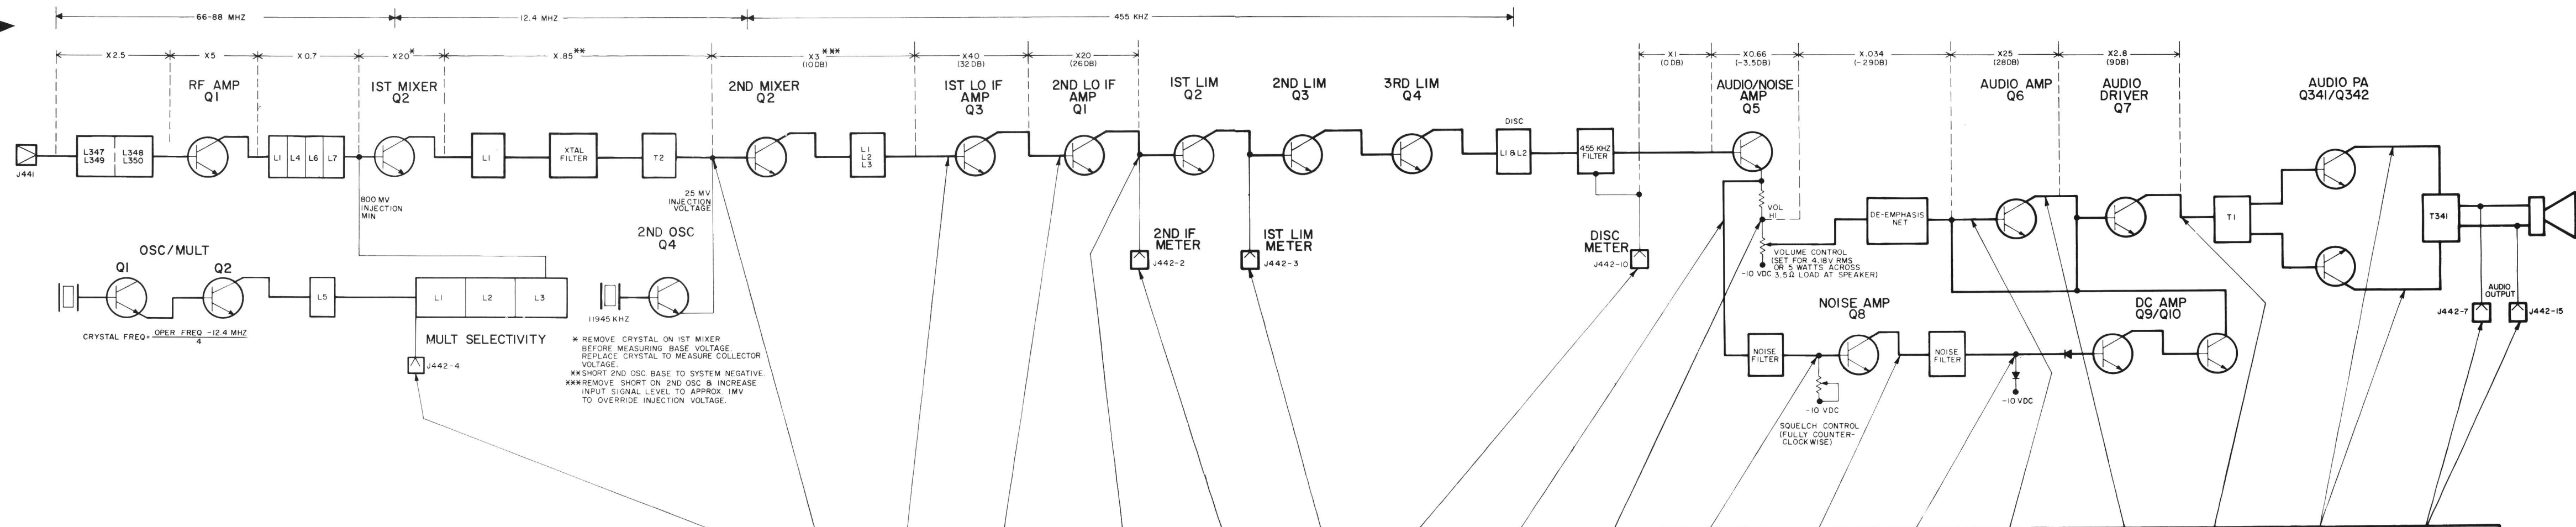 66-88 MHZ
12.4 MHZ
455 KHZ
X2.5
X5
X0.7
X20*
X.85**
X3***
(10DB)
X40
(32DB)
X20
(26DB)
X1
(0DB)
X0.66
(-3.5DB)
X.034
(-29DB)
X25
(28DB)
X2.8
(9DB)
RF AMP
Q1
1ST MIXER
Q2
2ND MIXER
Q2
1ST LO IF
AMP
Q3
2ND LO IF
AMP
Q1
1ST LIM
Q2
2ND LIM
Q3
3RD LIM
Q4
AUDIO/NOISE
AMP
Q5
AUDIO AMP
Q6
AUDIO
DRIVER
Q7
AUDIO PA
Q341/Q342
DISC
J441
L347
L349
L348
L350
L1
L4
L6
L7
L1
XTAL
FILTER
T2
L1
L2
L3
L1 & L2
455 KHZ
FILTER
800 MV
INJECTION
MIN
25 MV
INJECTION
VOLTAGE
2ND OSC
Q4
11945 KHZ
OSC/MULT
Q1
Q2
L5
L1
L2
L3
CRYSTAL FREQ= OPER FREQ -12.4 MHZ
4
MULT SELECTIVITY
J442-4
* REMOVE CRYSTAL ON 1ST MIXER
BEFORE MEASURING BASE VOLTAGE.
REPLACE CRYSTAL TO MEASURE COLLECTOR
VOLTAGE.
**SHORT 2ND OSC. BASE TO SYSTEM NEGATIVE.
***REMOVE SHORT ON 2ND OSC & INCREASE
INPUT SIGNAL LEVEL TO APPROX. 1MV
TO OVERRIDE INJECTION VOLTAGE.
2ND IF
METER
J442-2
1ST LIM
METER
J442-3
DISC
METER
J442-10
VOL
HI
-10 VDC
VOLUME CONTROL
(SET FOR 4.18V RMS
OR 5 WATTS ACROSS
3.5Ω LOAD AT SPEAKER)
DE-EMPHASIS
NET
T1
T341
AUDIO
OUTPUT
J442-7
J442-15
NOISE AMP
Q8
DC AMP
Q9/Q10
NOISE
FILTER
NOISE
FILTER
-10 VDC
-10 VDC
SQUELCH CONTROL
(FULLY COUNTER-
CLOCKWISE)